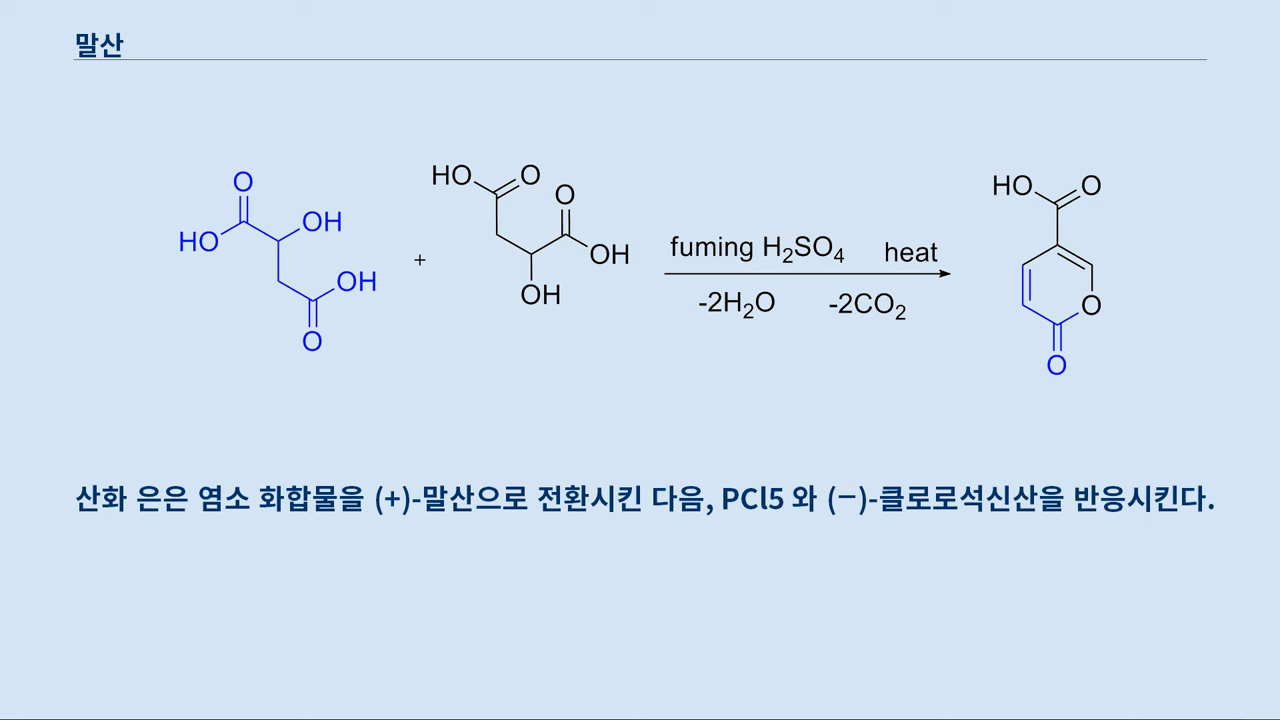 말산
O
HO
OH
OH
O
+
HO
O
O
OH
OH
fuming H₂SO₄ heat
-2H₂O -2CO₂
HO
O
O
O
산화 은은 염소 화합물을 (+)-말산으로 전환시킨 다음, PCl5 와 (−)-클로로석신산을 반응시킨다.